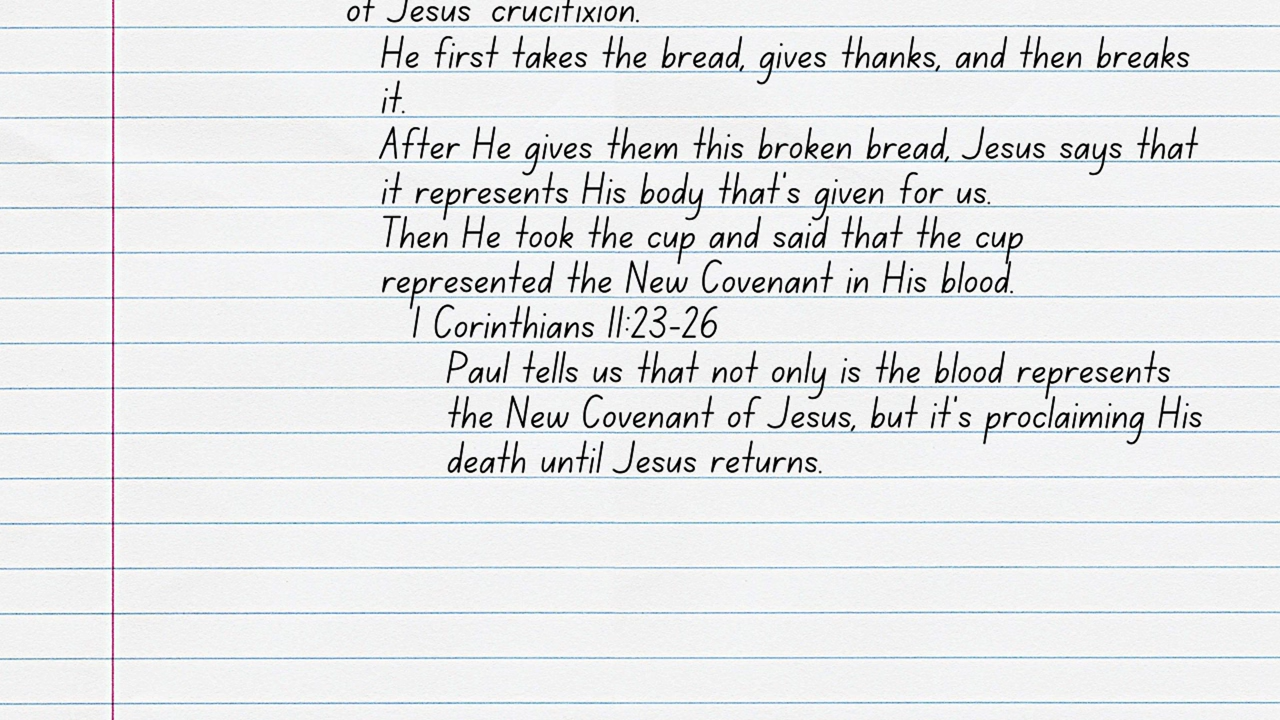 of Jesus crucifixion.
He first takes the bread, gives thanks, and then breaks
it.
After He gives them this broken bread, Jesus says that
it represents His body that's given for us.
Then He took the cup and said that the cup
represented the New Covenant in His blood.
1 Corinthians 11:23-26
Paul tells us that not only is the blood represents
the New Covenant of Jesus, but it's proclaiming His
death until Jesus returns.